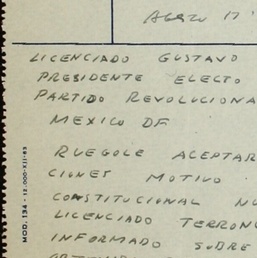 AGOSTO 17
LICENCIADO GUSTAVO
PRESIDENTE ELECTO
PARTIDO REVOLUCIONA
MEXICO DF
RUEGOLE ACEPTAR
CIONES MOTIVO
CONSTITUCIONAL NU
LICENCIADO TERRON
INFORMADO SOBRE
MOD. 134 - 12.000-XII-63